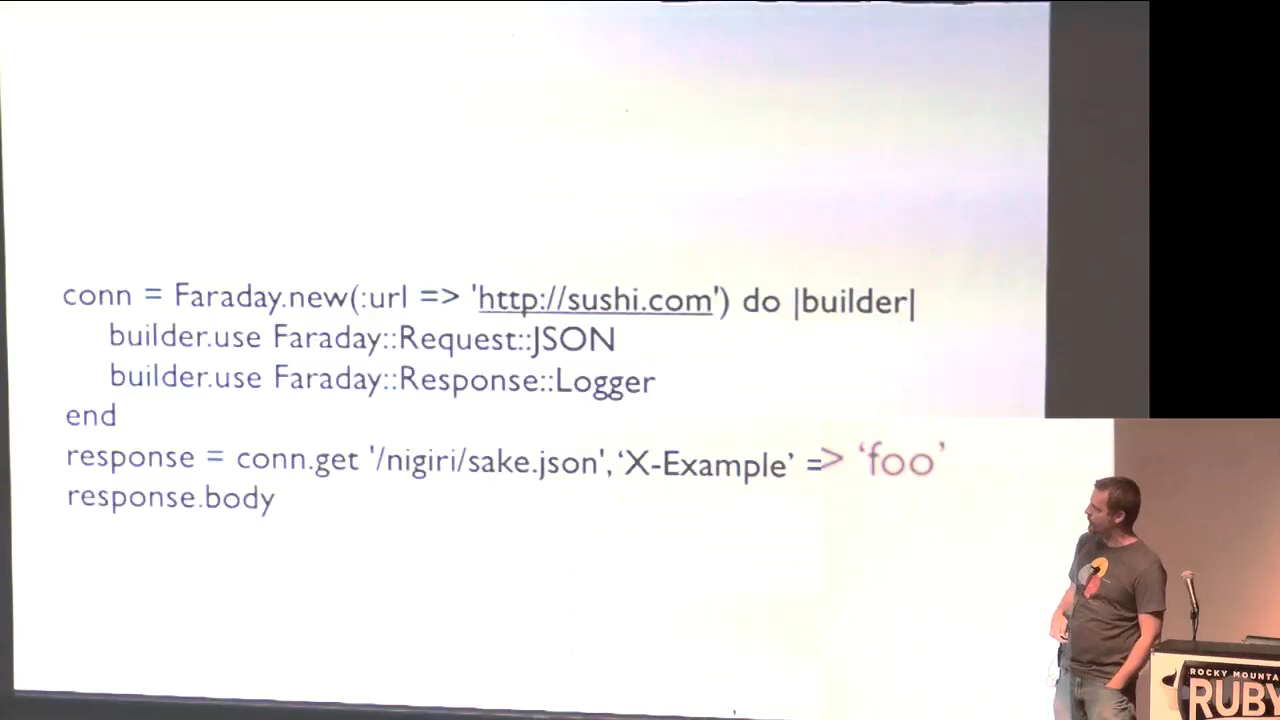 conn = Faraday.new(:url => 'http://sushi.com') do |builder|
builder.use Faraday::Request::JSON
builder.use Faraday::Response::Logger
end
response = conn.get '/nigiri/sake.json', ‘X-Example’ => ‘foo’
response.body
ROCKY MOUNTA
RUBY